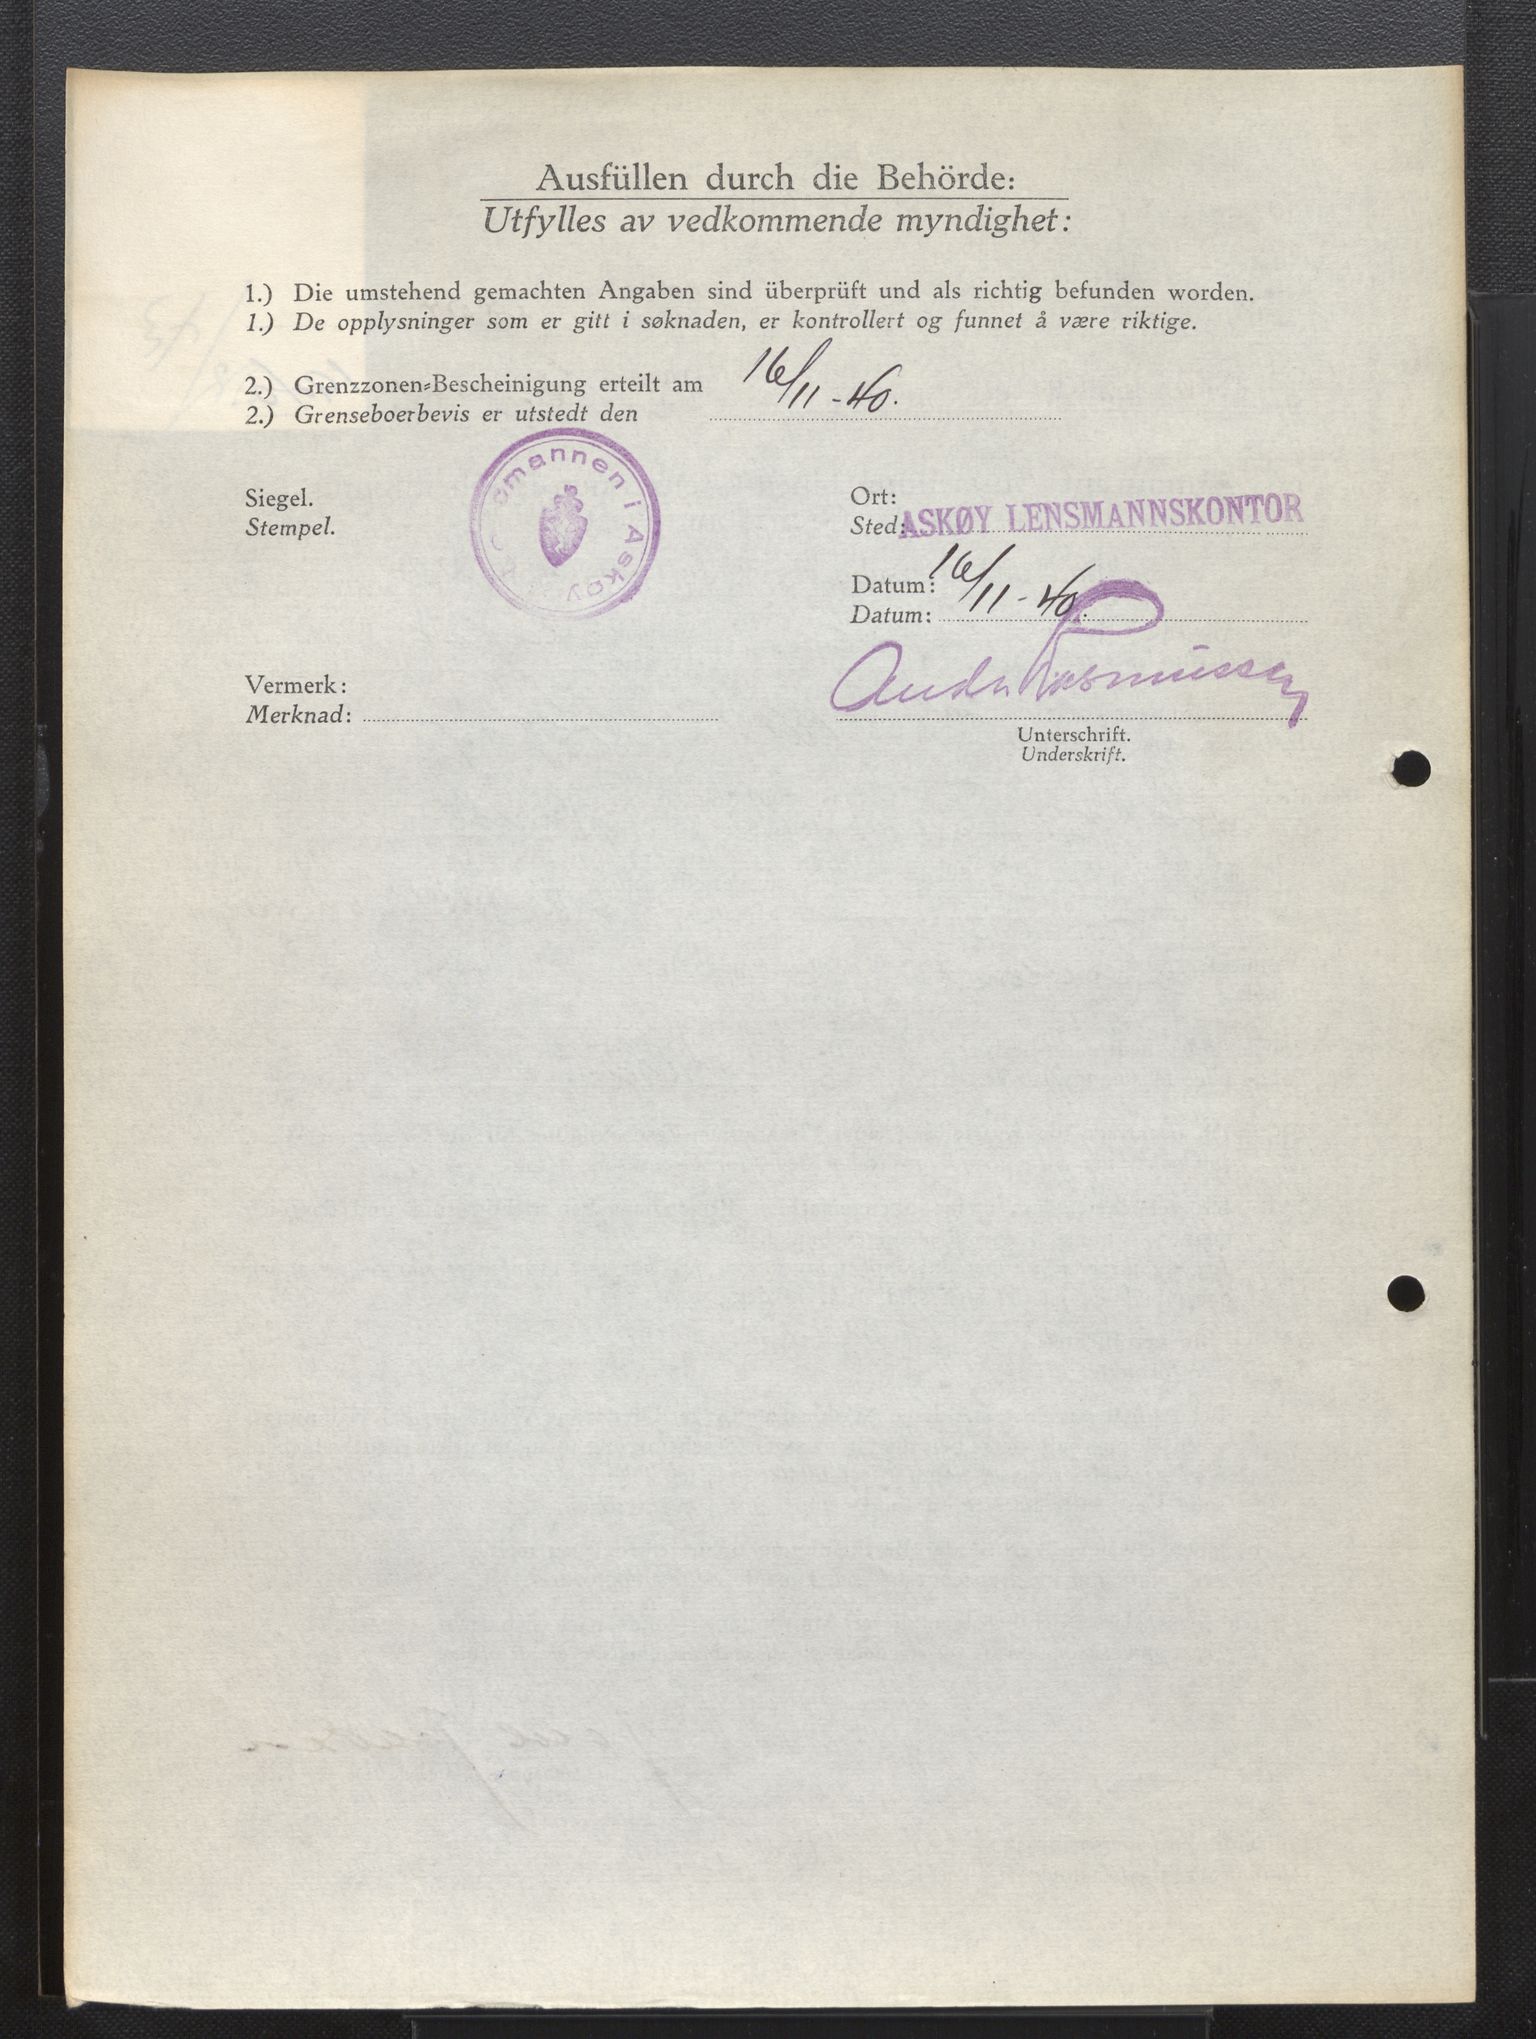 Ausfüllen durch die Behörde:
Utfylles av vedkommende myndighet:
1.) Die umstehend gemachten Angaben sind überprüft und als richtig befunden worden.
1.) De opplysninger som er gitt i søknaden, er kontrollert og funnet å være riktige.
2.) Grenzzonen-Bescheinigung erteilt am 16/11-40.
2.) Grenseboerbevis er utstedt den
Siegel.
Stempel.
mannen i Askøy
Ort:
Sted: ASKØY LENSMANNSKONTOR
Datum: 16/11-40.
Datum:
Vermerk:
Merknad:
Rasmussen
Unterschrift.
Underskrift.